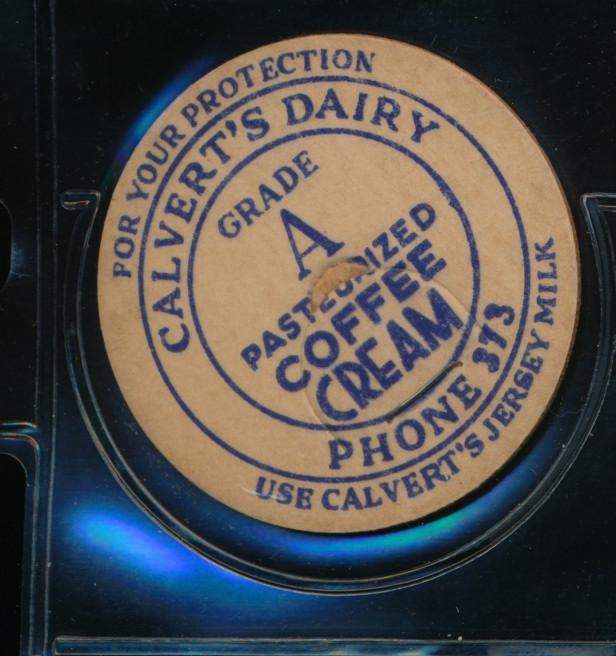 FOR YOUR PROTECTION
CALVERT'S DAIRY
GRADE
A
PASTEURIZED
COFFEE
CREAM
PHONE 373
USE CALVERT'S JERSEY MILK